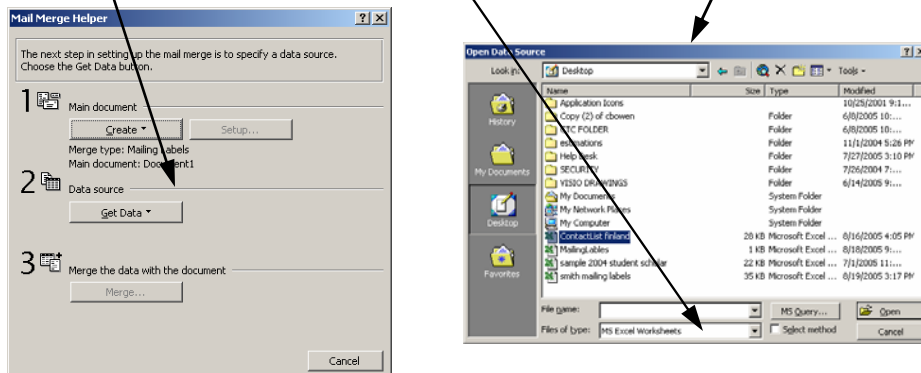 Mail Merge Helper
The next step in setting up the mail merge is to specify a data source.
Choose the Get Data button.
1
Main document
Create
Setup...
Merge type: Mailing Labels
Main document: Document1
2
Data source
Get Data
3
Merge the data with the document
Merge...
Cancel
Open Data Source
Look in: Desktop Tools
History
My Documents
Desktop
Favorites
Name Size Type Modified
Application Icons 10/25/2001 9:1...
Copy (2) of cbowen Folder 6/8/2005 10:...
CTC FOLDER Folder 6/8/2005 10:...
estimations Folder 11/1/2004 5:26 PM
Help Desk Folder 7/27/2005 3:10 PM
SECURITY Folder 7/26/2004 7:...
VISIO DRAWINGS Folder 6/14/2005 9:...
My Documents System Folder
My Network Places System Folder
My Computer System Folder
ContactList finland 28 KB Microsoft Excel ... 8/16/2005 4:05 PM
MailingLables 1 KB Microsoft Excel ... 8/18/2005 9:...
sample 2004 student scholar 22 KB Microsoft Excel ... 7/1/2005 11:...
smith mailing labels 35 KB Microsoft Excel ... 8/19/2005 3:17 PM
File name: MS Query... Open
Files of type: MS Excel Worksheets Select method Cancel